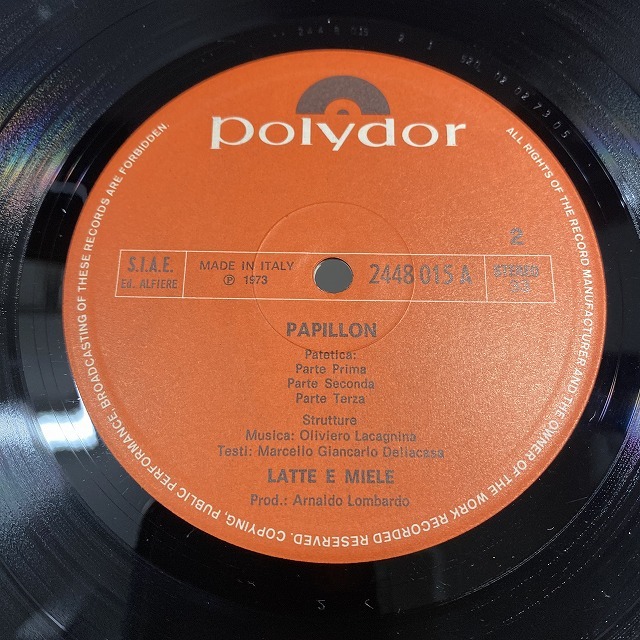 polydor
2
S.I.A.E.
Ed. ALFIERE
MADE IN ITALY
℗ 1973
2448 015 A
STEREO
PAPILLON
Patetica:
Parte Prima
Parte Seconda
Parte Terza
Strutture
Musica: Oliviero Lacagnina
Testi: Marcello Giancarlo Dellacasa
LATTE E MIELE
Prod.: Arnaldo Lombardo
ALL RIGHTS OF THE RECORD MANUFACTURER AND THE OWNER OF THE WORK RECORDED RESERVED. COPYING, PUBLIC PERFORMANCE, BROADCASTING OF THESE RECORDS ARE FORBIDDEN.